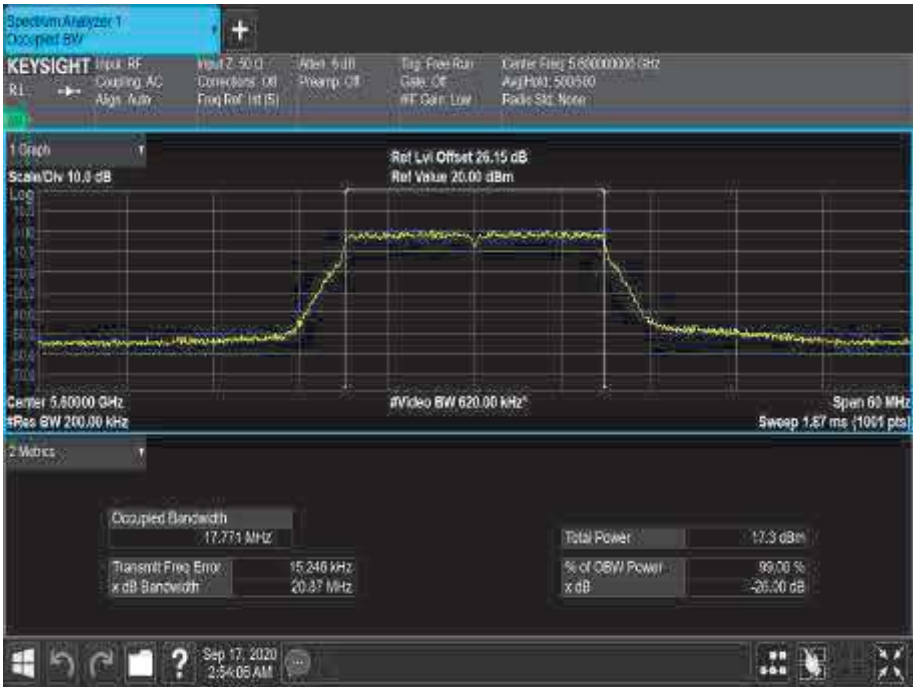 Spectrum Analyzer 1
Occupied BW
KEYSIGHT
Input: RF
Coupling: AC
Align: Auto
Input Z: 50 Ω
Corrections: Off
Freq Ref: Int (S)
Atten: 6 dB
Preamp: Off
Trig: Free Run
Gate: Off
#IF Gain: Low
Center Freq: 5.600000000 GHz
Avg|Hold: 500/500
Radio Std: None
1 Graph
Scale/Div 10.0 dB
Ref Lvl Offset 26.15 dB
Ref Value 20.00 dBm
Log
Center 5.60000 GHz
#Video BW 620.00 kHz*
Span 60 MHz
#Res BW 200.00 kHz
Sweep 1.87 ms (1001 pts)
2 Metrics
Occupied Bandwidth
17.771 MHz
Total Power 17.3 dBm
Transmit Freq Error 15.246 kHz
% of OBW Power 99.00 %
x dB Bandwidth 20.87 MHz
x dB -26.00 dB
Sep 17, 2020
2:54:06 AM